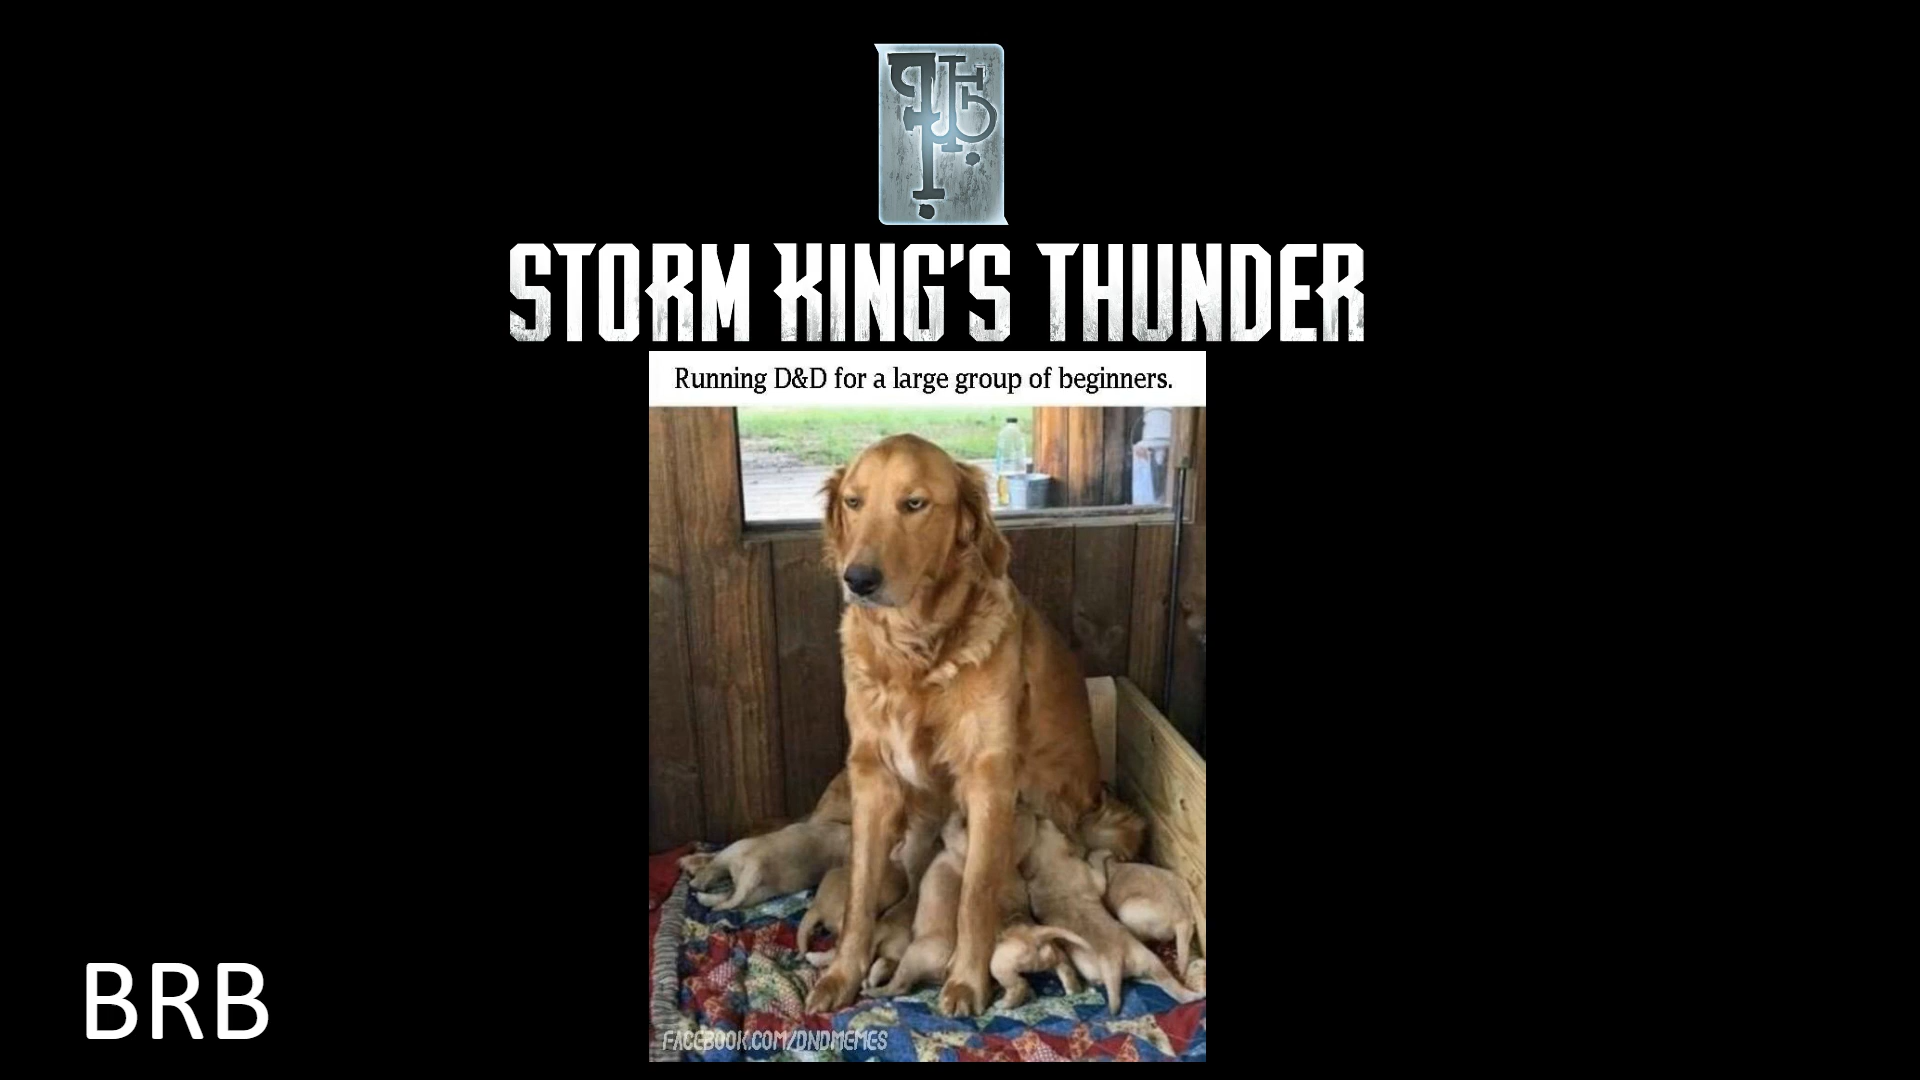 STORM KING'S THUNDER
Running D&D for a large group of beginners.
BRB
FACEBOOK.COM/DNDMEMES